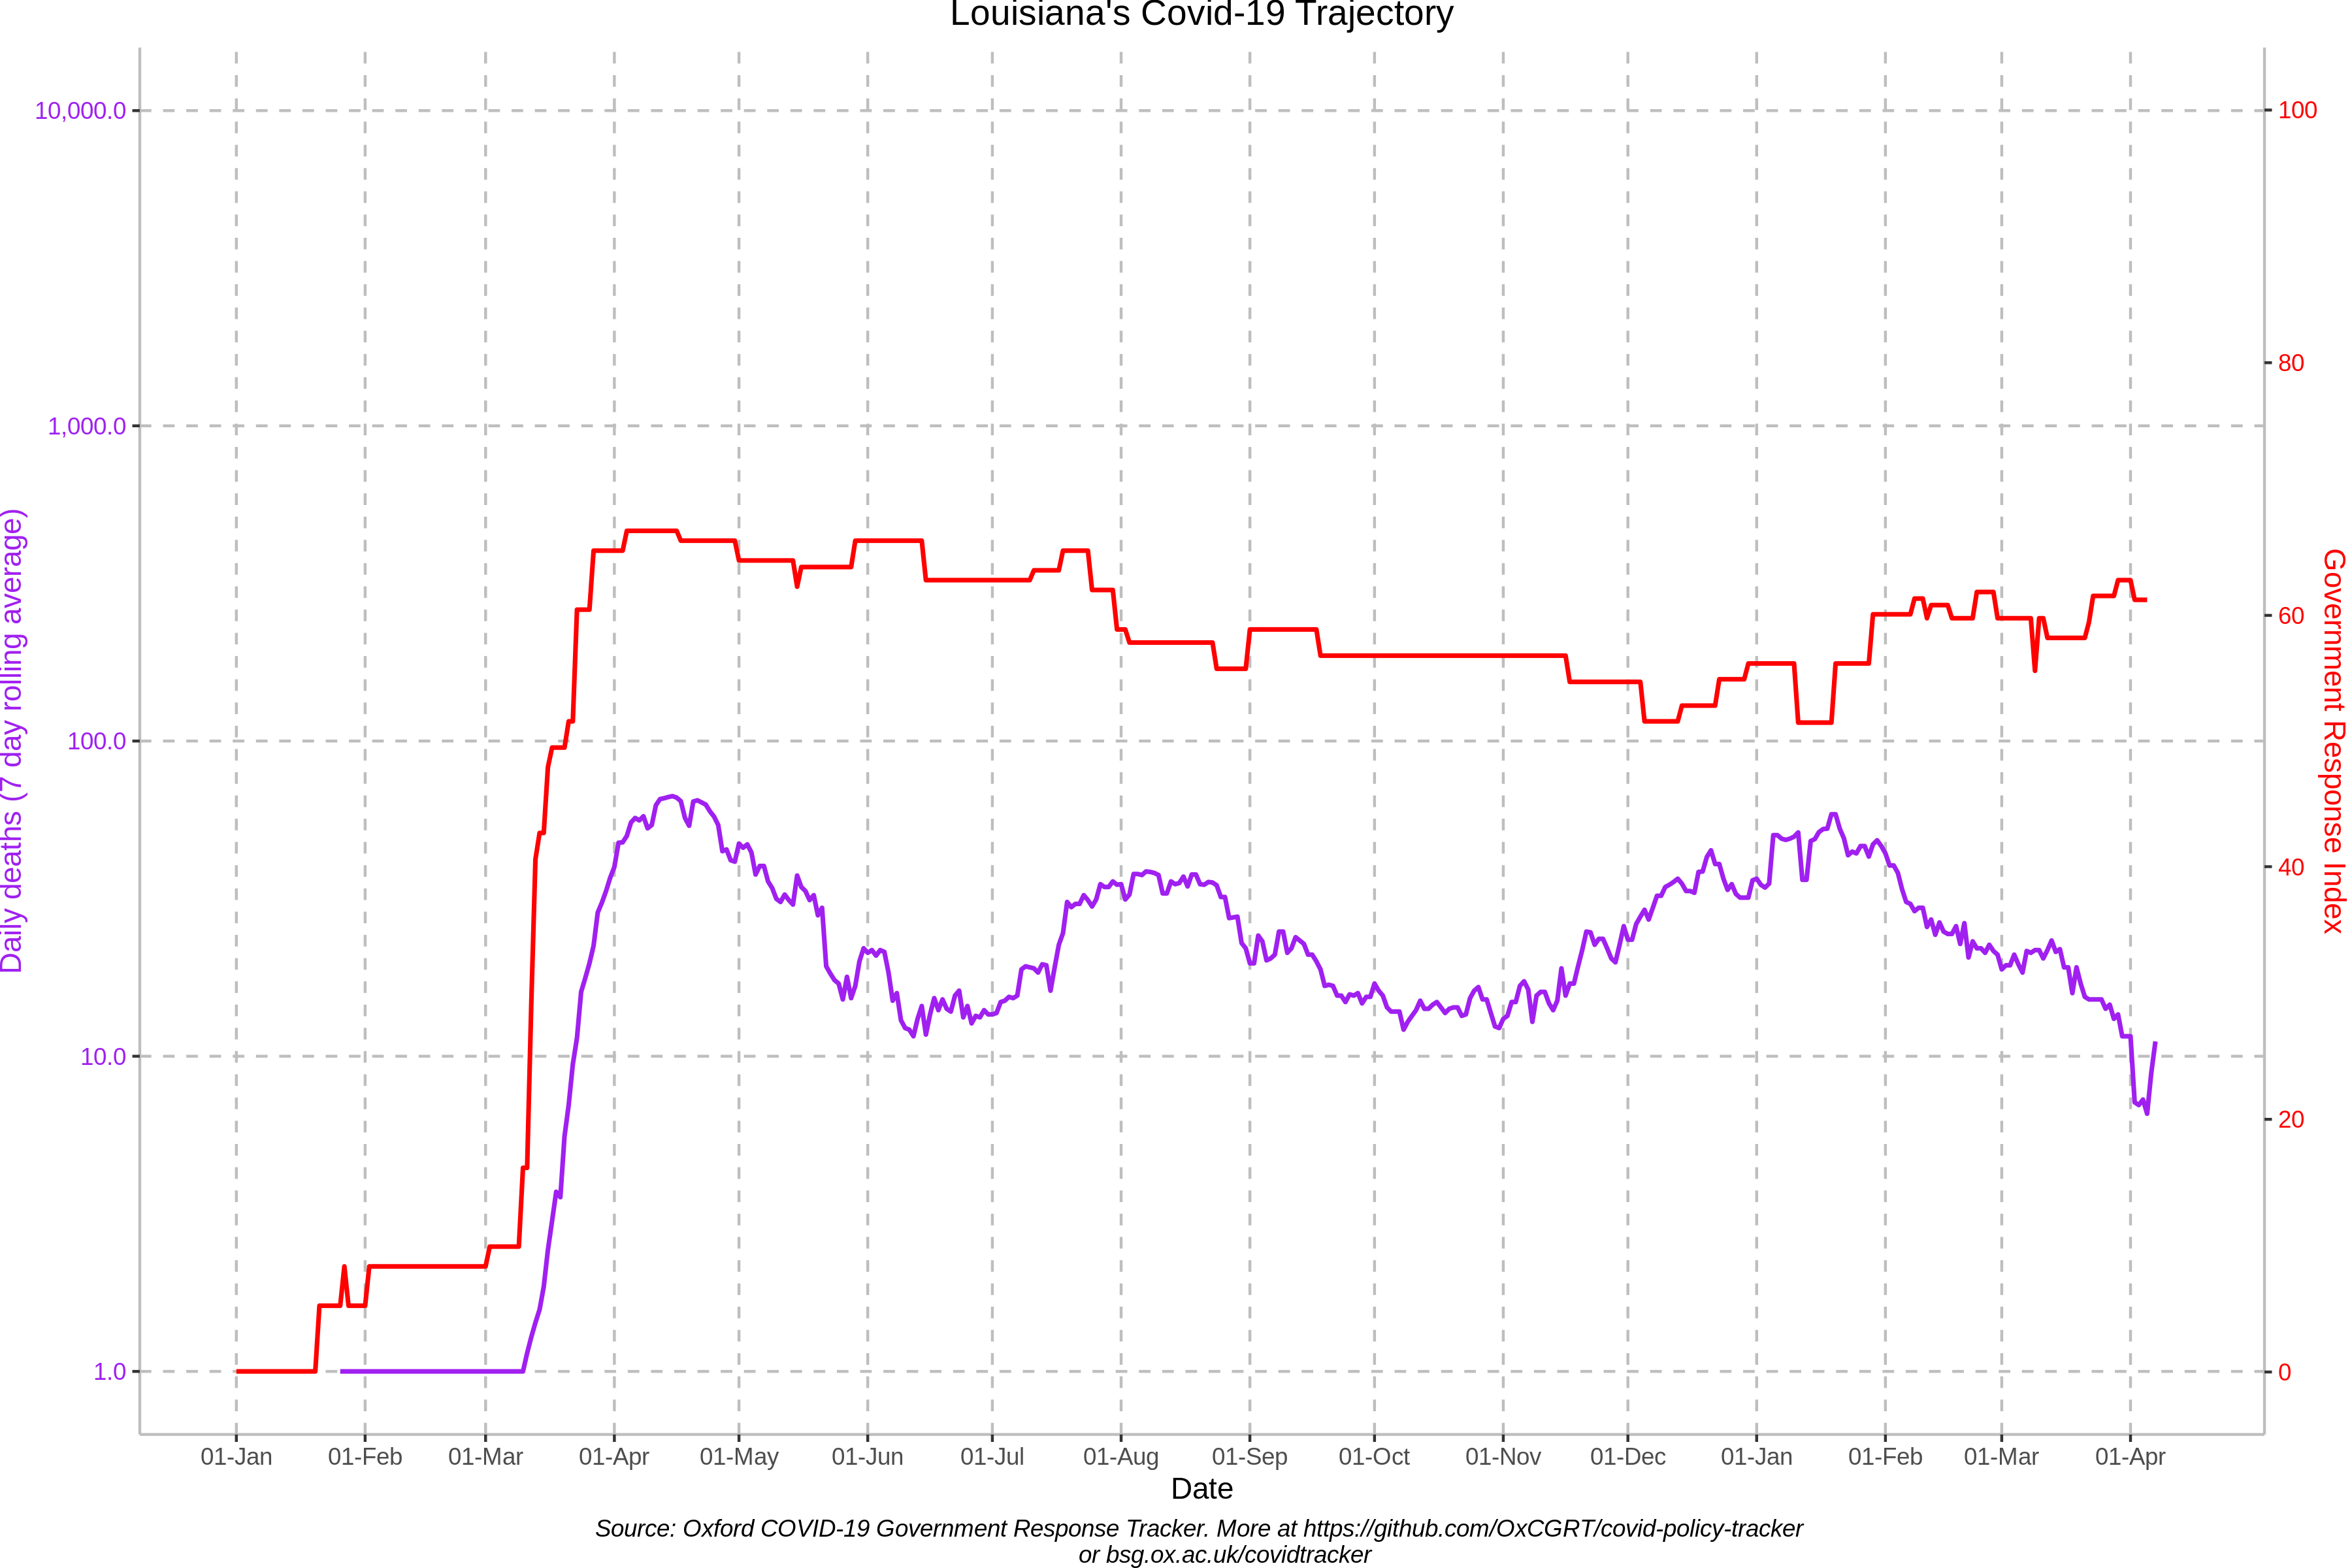 Louisiana's Covid-19 Trajectory
10,000.0
1,000.0
100.0
10.0
1.0
Daily deaths (7 day rolling average)
100
80
60
40
20
0
Government Response Index
01-Jan 01-Feb 01-Mar 01-Apr 01-May 01-Jun 01-Jul 01-Aug 01-Sep 01-Oct 01-Nov 01-Dec 01-Jan 01-Feb 01-Mar 01-Apr
Date
Source: Oxford COVID-19 Government Response Tracker. More at https://github.com/OxCGRT/covid-policy-tracker
or bsg.ox.ac.uk/covidtracker